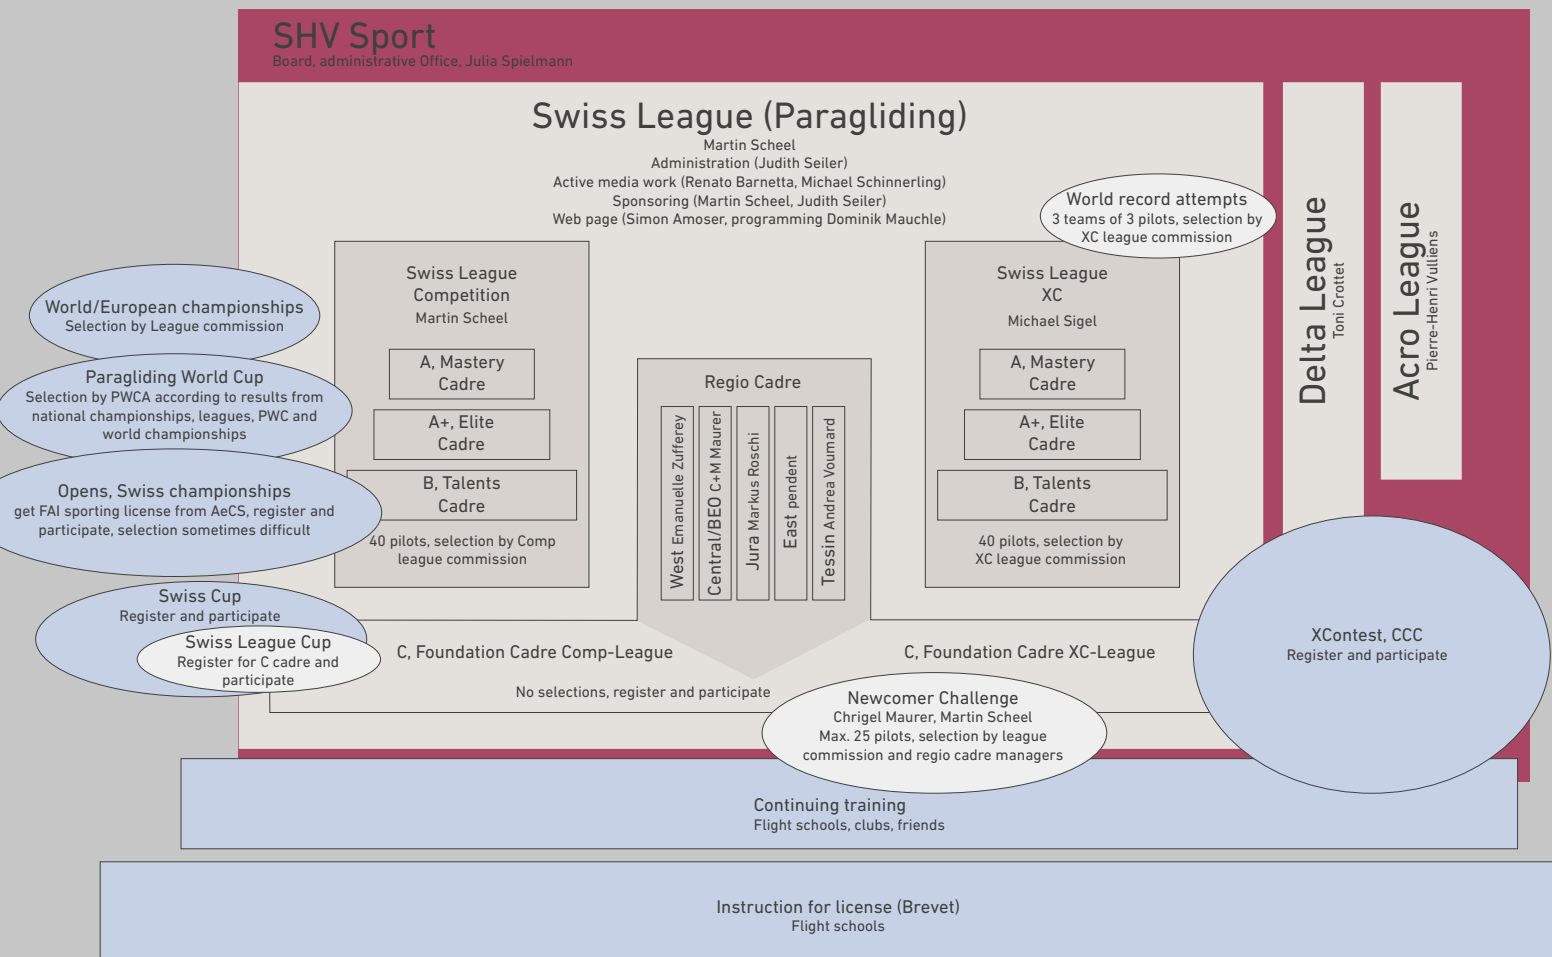 SHV Sport
Board, administrative Office, Julia Spielmann
Swiss League (Paragliding)
Martin Scheel
Administration (Judith Seiler)
Active media work (Renato Barnetta, Michael Schinnerling)
Sponsoring (Martin Scheel, Judith Seiler)
Web page (Simon Amoser, programming Dominik Mauchle)
World record attempts
3 teams of 3 pilots, selection by
XC league commission
Delta League
Toni Crottet
Acro League
Pierre-Henri Vulliens
World/European championships
Selection by League commission
Paragliding World Cup
Selection by PWCA according to results from
national championships, leagues, PWC and
world championships
Opens, Swiss championships
get FAI sporting license from AeCS, register and
participate, selection sometimes difficult
Swiss Cup
Register and participate
Swiss League Cup
Register for C cadre and
participate
Swiss League
Competition
Martin Scheel
A, Mastery
Cadre
A+, Elite
Cadre
B, Talents
Cadre
40 pilots, selection by Comp
league commission
Regio Cadre
West Emanuelle Zufferey
Central/BEO C+M Maurer
Jura Markus Roschi
East pendent
Tessin Andrea Voumard
Swiss League
XC
Michael Sigel
A, Mastery
Cadre
A+, Elite
Cadre
B, Talents
Cadre
40 pilots, selection by
XC league commission
C, Foundation Cadre Comp-League
C, Foundation Cadre XC-League
No selections, register and participate
Newcomer Challenge
Chrigel Maurer, Martin Scheel
Max. 25 pilots, selection by league
commission and regio cadre managers
XContest, CCC
Register and participate
Continuing training
Flight schools, clubs, friends
Instruction for license (Brevet)
Flight schools